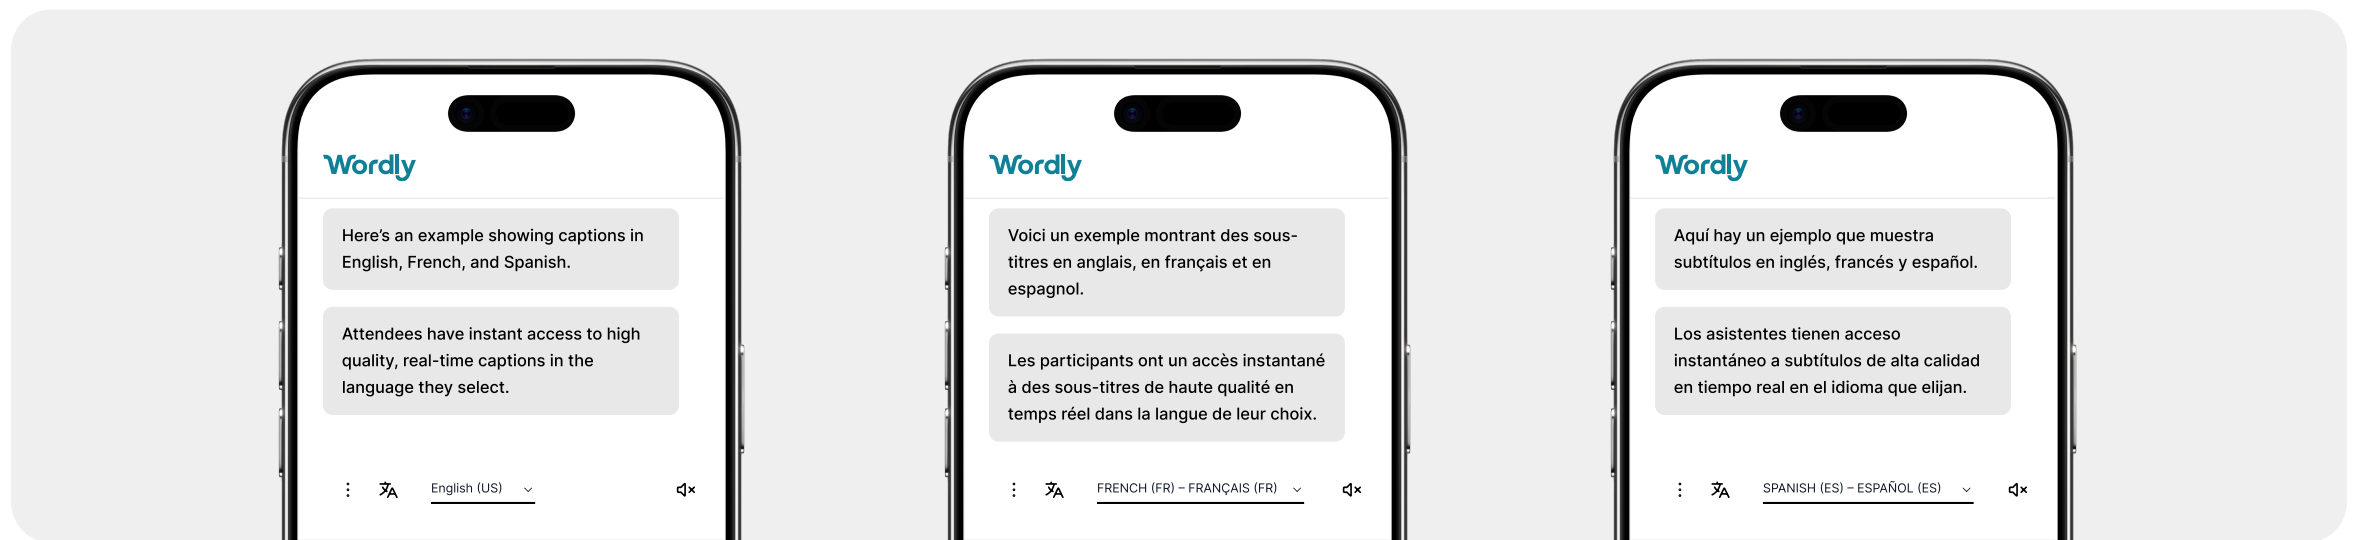 Wordly
Here’s an example showing captions in
English, French, and Spanish.
Attendees have instant access to high
quality, real-time captions in the
language they select.
English (US)
Wordly
Voici un exemple montrant des sous-
titres en anglais, en français et en
espagnol.
Les participants ont un accès instantané
à des sous-titres de haute qualité en
temps réel dans la langue de leur choix.
FRENCH (FR) – FRANÇAIS (FR)
Wordly
Aquí hay un ejemplo que muestra
subtítulos en inglés, francés y español.
Los asistentes tienen acceso
instantáneo a subtítulos de alta calidad
en tiempo real en el idioma que elijan.
SPANISH (ES) – ESPAÑOL (ES)